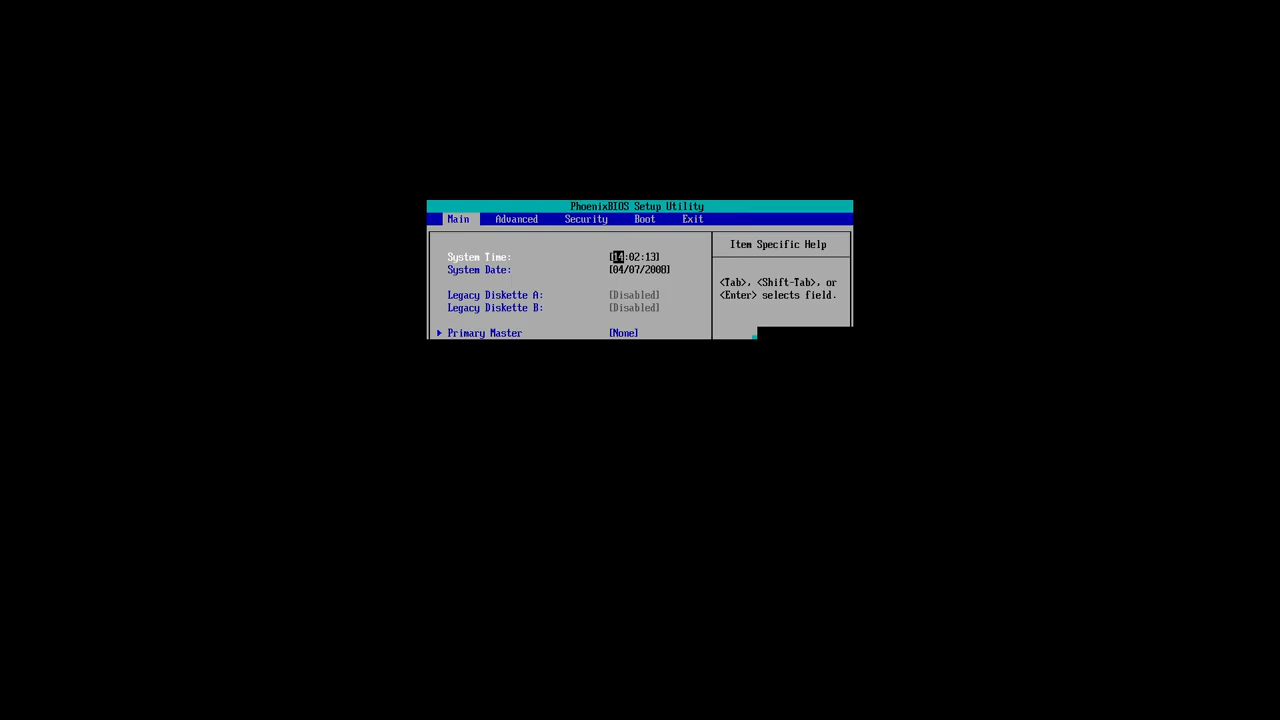 PhoenixBIOS Setup Utility
Main Advanced Security Boot Exit
Item Specific Help
System Time: [14:02:13]
System Date: [04/07/2008]
<Tab>, <Shift-Tab>, or
<Enter> selects field.
Legacy Diskette A: [Disabled]
Legacy Diskette B: [Disabled]
Primary Master [None]